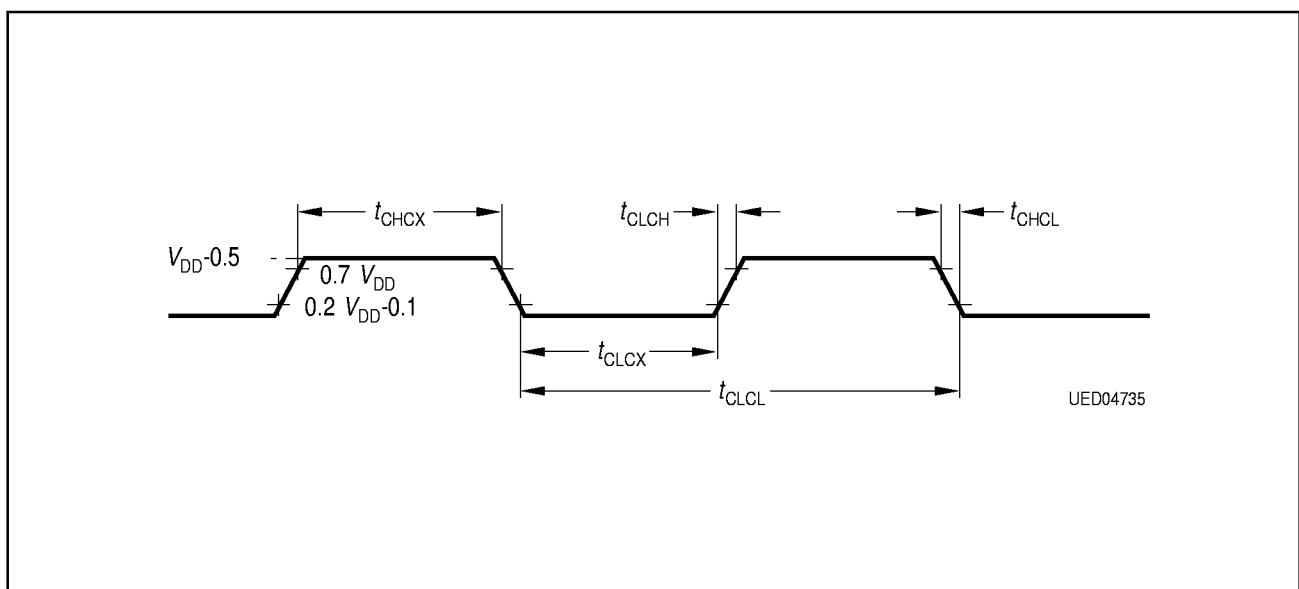 tCHCX
tCLCH
tCHCL
VDD-0.5
0.7 VDD
0.2 VDD-0.1
tCLCX
tCLCL
UED04735